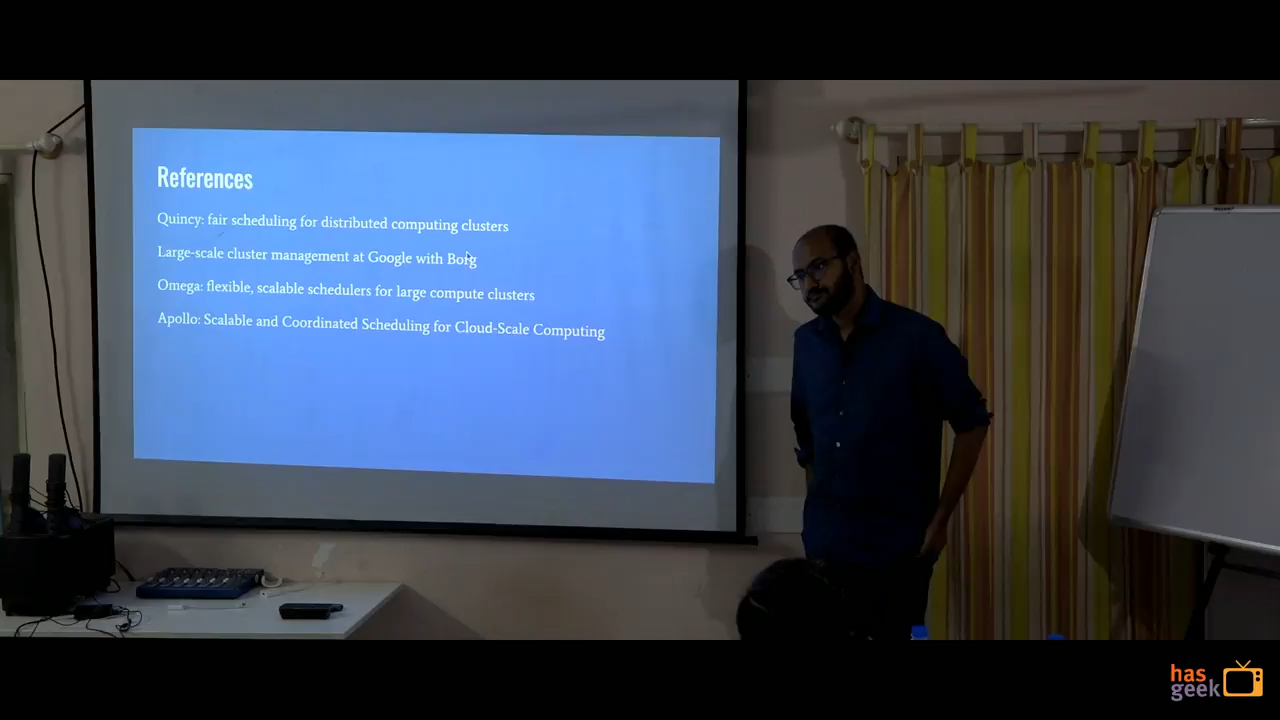 References
Quincy: fair scheduling for distributed computing clusters
Large-scale cluster management at Google with Borg
Omega: flexible, scalable schedulers for large compute clusters
Apollo: Scalable and Coordinated Scheduling for Cloud-Scale Computing
has
geek